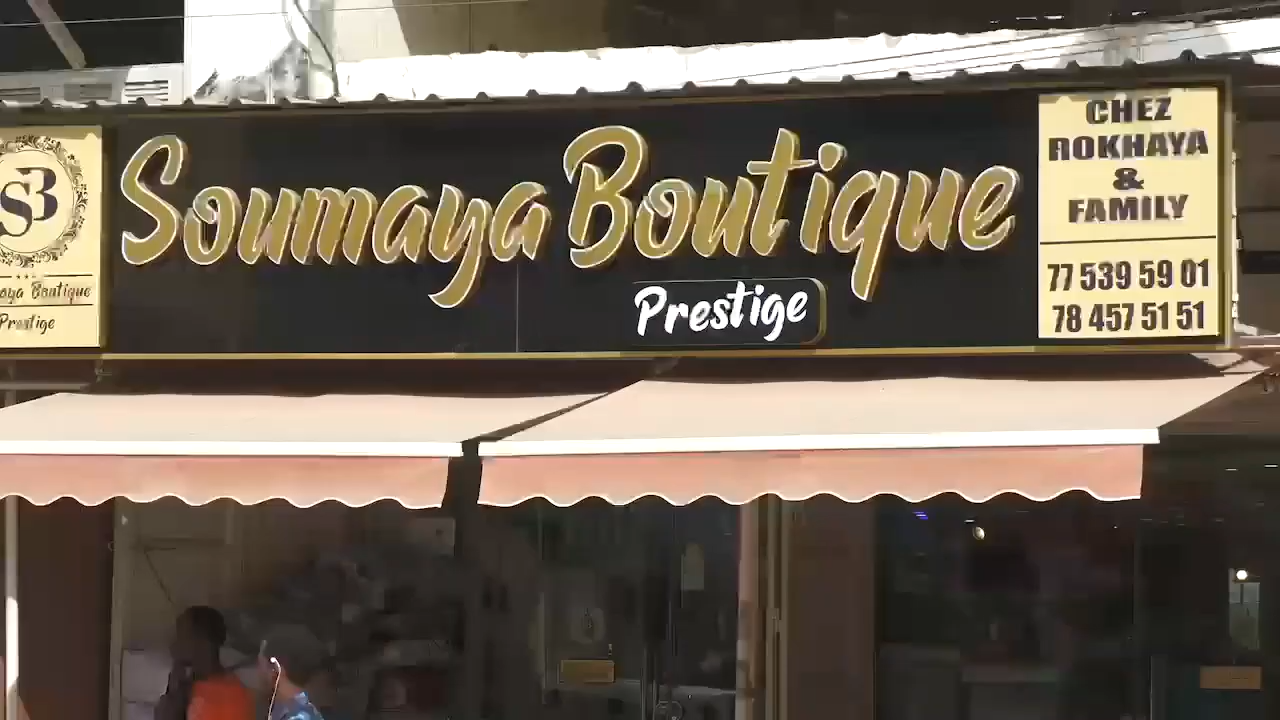 SB
aya Boutique
Prestige
Soumaya Boutique
Prestige
CHEZ
ROKHAYA
&
FAMILY
77 539 59 01
78 457 51 51